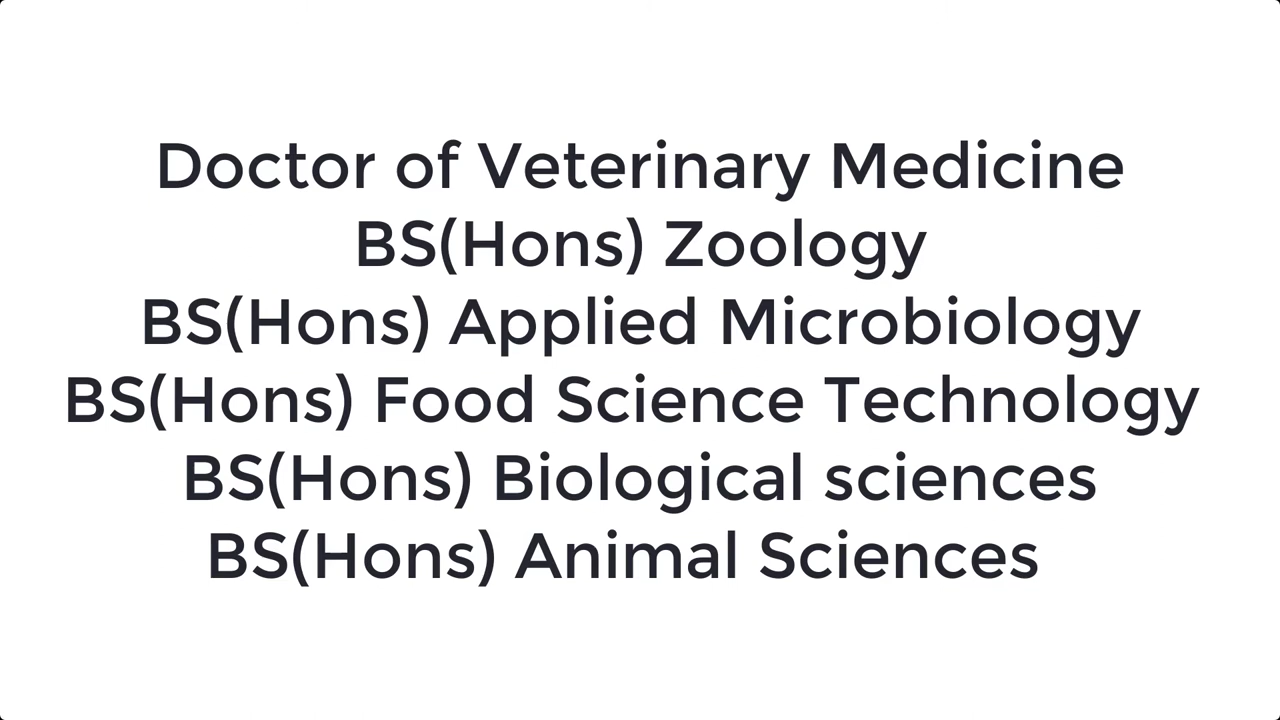 Doctor of Veterinary Medicine
BS(Hons) Zoology
BS(Hons) Applied Microbiology
BS(Hons) Food Science Technology
BS(Hons) Biological sciences
BS(Hons) Animal Sciences